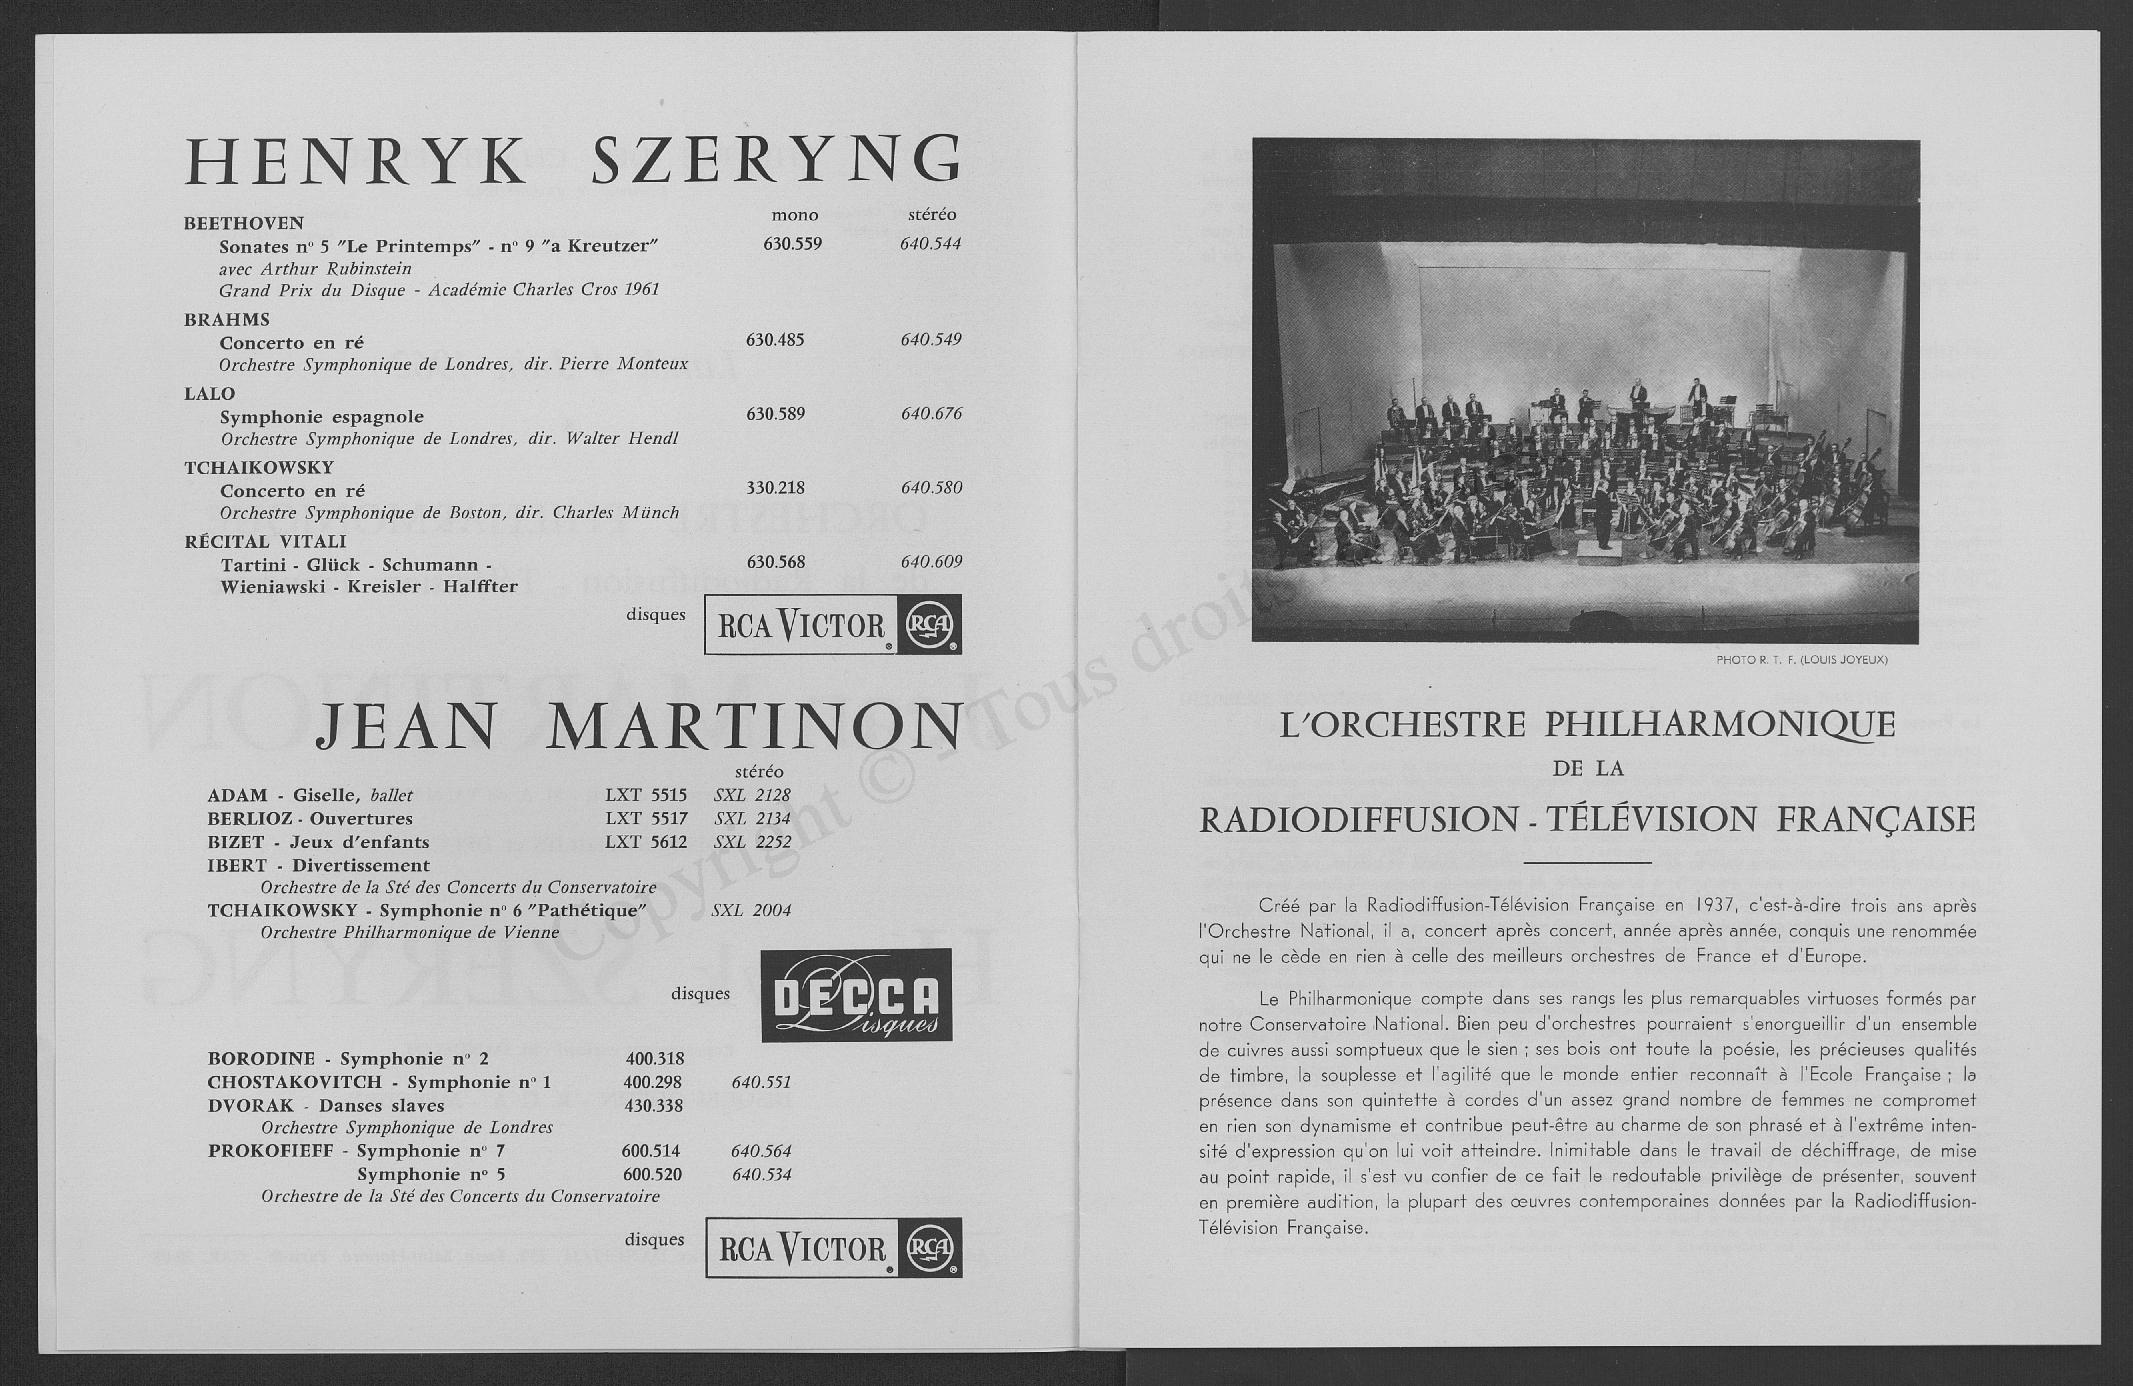 HENRYK SZERYNG
mono stéréo
BEETHOVEN
Sonates nº 5 "Le Printemps" - nº 9 "a Kreutzer" 630.559 640.544
avec Arthur Rubinstein
Grand Prix du Disque - Académie Charles Cros 1961
BRAHMS
Concerto en ré 630.485 640.549
Orchestre Symphonique de Londres, dir. Pierre Monteux
LALO
Symphonie espagnole 630.589 640.676
Orchestre Symphonique de Londres, dir. Walter Hendl
TCHAIKOWSKY
Concerto en ré 330.218 640.580
Orchestre Symphonique de Boston, dir. Charles Münch
RÉCITAL VITALI
Tartini - Glück - Schumann - 630.568 640.609
Wieniawski - Kreisler - Halffter
disques RCA VICTOR RCA
JEAN MARTINON
stéréo
ADAM - Giselle, ballet LXT 5515 SXL 2128
BERLIOZ - Ouvertures LXT 5517 SXL 2134
BIZET - Jeux d'enfants LXT 5612 SXL 2252
IBERT - Divertissement
Orchestre de la Sté des Concerts du Conservatoire
TCHAIKOWSKY - Symphonie nº 6 "Pathétique" SXL 2004
Orchestre Philharmonique de Vienne
disques DECCA Disques
BORODINE - Symphonie nº 2 400.318
CHOSTAKOVITCH - Symphonie nº 1 400.298 640.551
DVORAK - Danses slaves 430.338
Orchestre Symphonique de Londres
PROKOFIEFF - Symphonie nº 7 600.514 640.564
Symphonie nº 5 600.520 640.534
Orchestre de la Sté des Concerts du Conservatoire
disques RCA VICTOR RCA
PHOTO R. T. F. (LOUIS JOYEUX)
L'ORCHESTRE PHILHARMONIQUE
DE LA
RADIODIFFUSION - TÉLÉVISION FRANÇAISE
Créé par la Radiodiffusion-Télévision Française en 1937, c'est-à-dire trois ans après
l'Orchestre National, il a, concert après concert, année après année, conquis une renommée
qui ne le cède en rien à celle des meilleurs orchestres de France et d'Europe.
Le Philharmonique compte dans ses rangs les plus remarquables virtuoses formés par
notre Conservatoire National. Bien peu d'orchestres pourraient s'enorgueillir d'un ensemble
de cuivres aussi somptueux que le sien ; ses bois ont toute la poésie, les précieuses qualités
de timbre, la souplesse et l'agilité que le monde entier reconnaît à l'Ecole Française ; la
présence dans son quintette à cordes d'un assez grand nombre de femmes ne compromet
en rien son dynamisme et contribue peut-être au charme de son phrasé et à l'extrême inten-
sité d'expression qu'on lui voit atteindre. Inimitable dans le travail de déchiffrage, de mise
au point rapide, il s'est vu confier de ce fait le redoutable privilège de présenter, souvent
en première audition, la plupart des œuvres contemporaines données par la Radiodiffusion-
Télévision Française.
Copyright © Tous droits